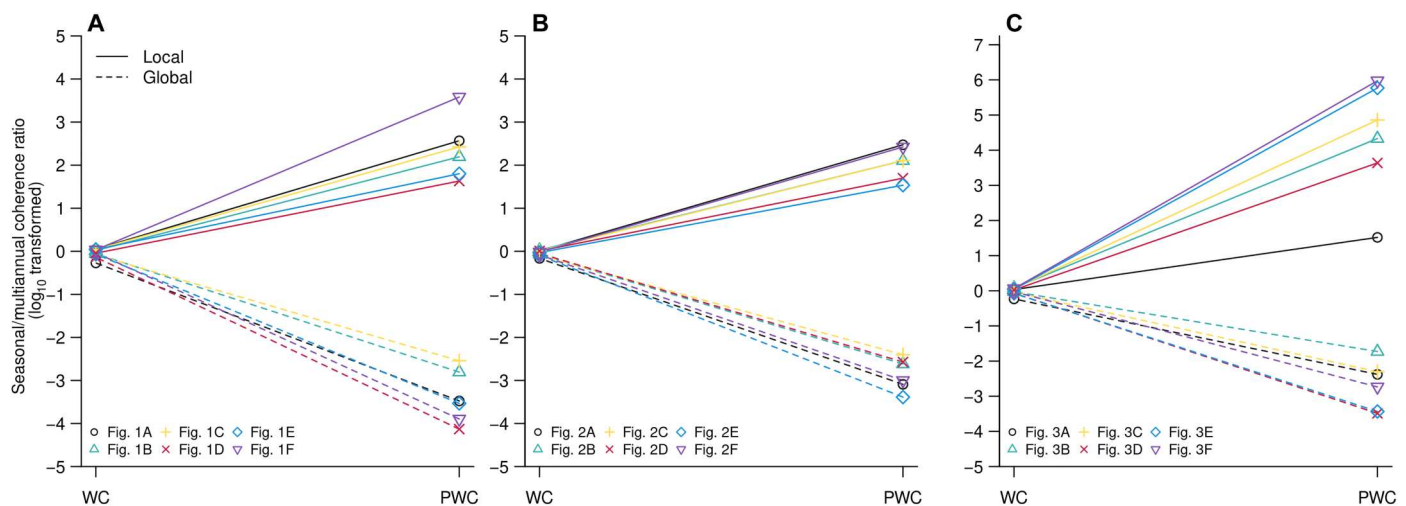 A
B
C
Seasonal/multiannual coherence ratio
(log10 transformed)
5
4
3
2
1
0
−1
−2
−3
−4
−5
Local
Global
Fig. 1A Fig. 1C Fig. 1E
Fig. 1B Fig. 1D Fig. 1F
WC PWC
5
4
3
2
1
0
−1
−2
−3
−4
−5
Fig. 2A Fig. 2C Fig. 2E
Fig. 2B Fig. 2D Fig. 2F
WC PWC
7
6
5
4
3
2
1
0
−1
−2
−3
−4
−5
Fig. 3A Fig. 3C Fig. 3E
Fig. 3B Fig. 3D Fig. 3F
WC PWC